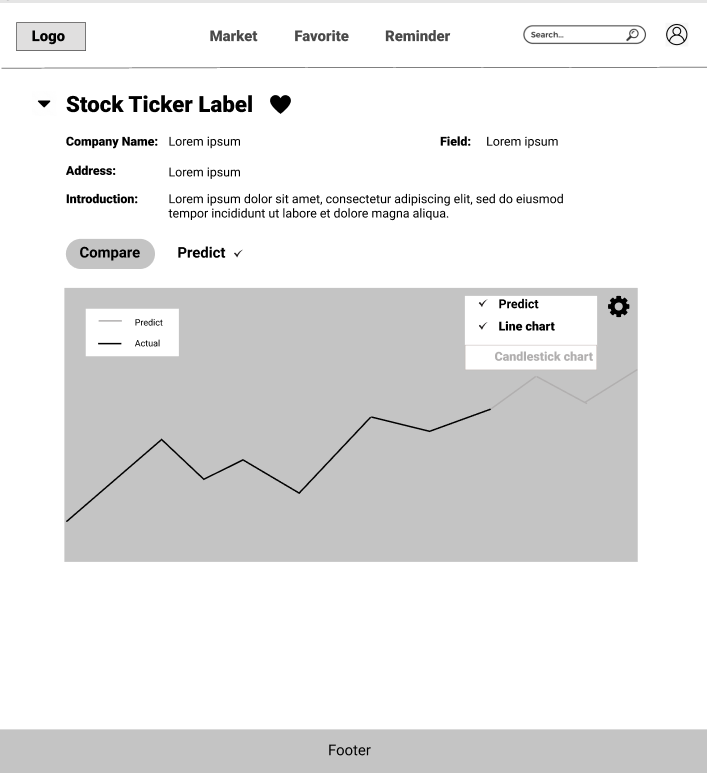 Logo
Market Favorite Reminder
Search...
Stock Ticker Label
Company Name: Lorem ipsum
Field: Lorem ipsum
Address: Lorem ipsum
Introduction: Lorem ipsum dolor sit amet, consectetur adipiscing elit, sed do eiusmod
tempor incididunt ut labore et dolore magna aliqua.
Compare
Predict
Predict
Actual
Predict
Line chart
Candlestick chart
Footer